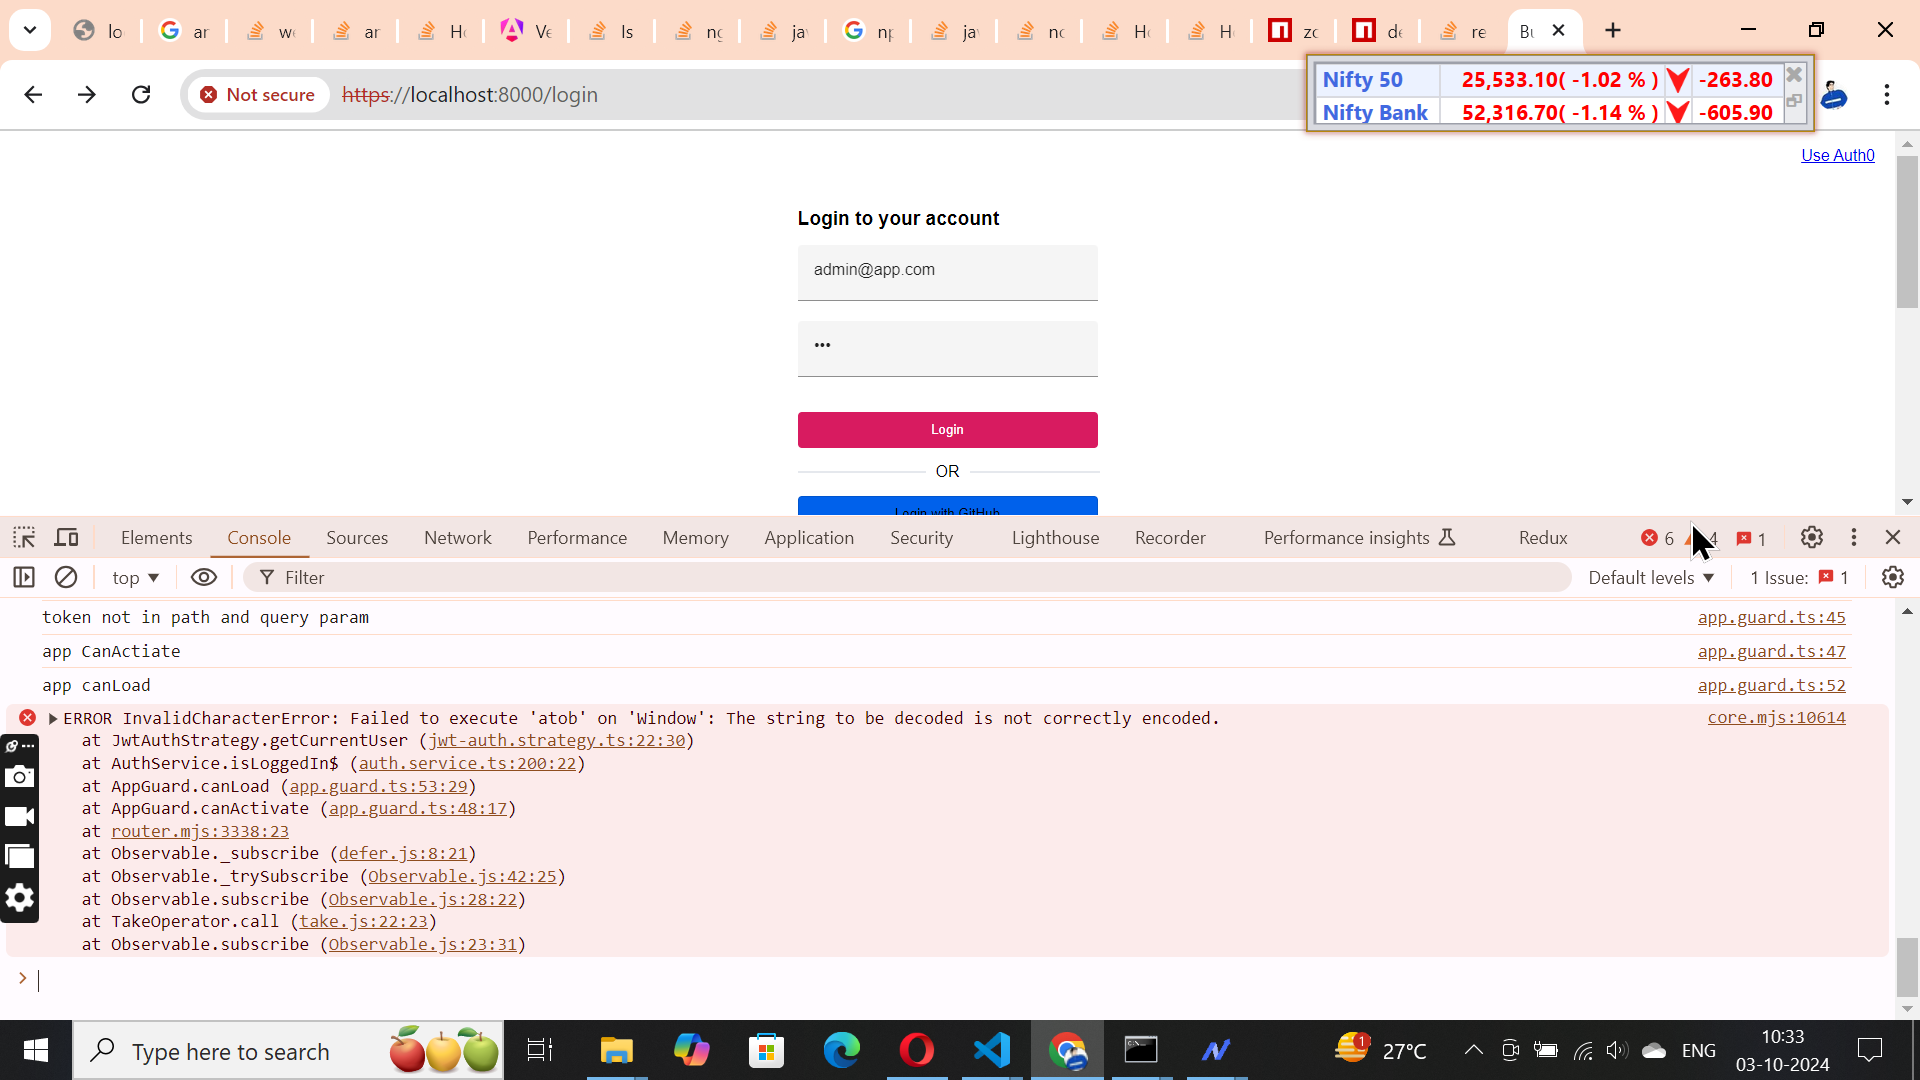 lo
ar
w
ar
H
Ve
Is
ng
ja
np
ja
no
H
H
zo
de
re
Bu
Not secure
https://localhost:8000/login
Nifty 50 25,533.10( -1.02 % ) -263.80
Nifty Bank 52,316.70( -1.14 % ) -605.90
Use Auth0
Login to your account
admin@app.com
•••
Login
OR
Login with GitHub
Elements Console Sources Network Performance Memory Application Security Lighthouse Recorder Performance insights Redux 6 4 1
top Filter Default levels 1 Issue: 1
token not in path and query param app.guard.ts:45
app CanActiate app.guard.ts:47
app canLoad app.guard.ts:52
ERROR InvalidCharacterError: Failed to execute 'atob' on 'Window': The string to be decoded is not correctly encoded. core.mjs:10614
at JwtAuthStrategy.getCurrentUser (jwt-auth.strategy.ts:22:30)
at AuthService.isLoggedIn$ (auth.service.ts:200:22)
at AppGuard.canLoad (app.guard.ts:53:29)
at AppGuard.canActivate (app.guard.ts:48:17)
at router.mjs:3338:23
at Observable._subscribe (defer.js:8:21)
at Observable._trySubscribe (Observable.js:42:25)
at Observable.subscribe (Observable.js:28:22)
at TakeOperator.call (take.js:22:23)
at Observable.subscribe (Observable.js:23:31)
Type here to search
1
27°C
ENG
10:33
03-10-2024